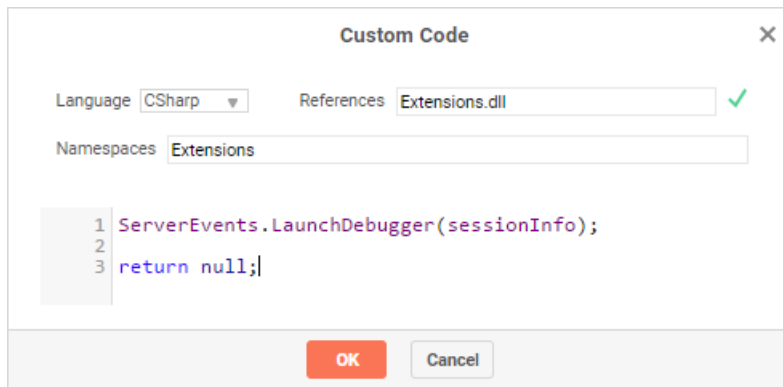 Custom Code
Language CSharp References Extensions.dll
Namespaces Extensions
1 ServerEvents.LaunchDebugger(sessionInfo);
2
3 return null;
OK Cancel